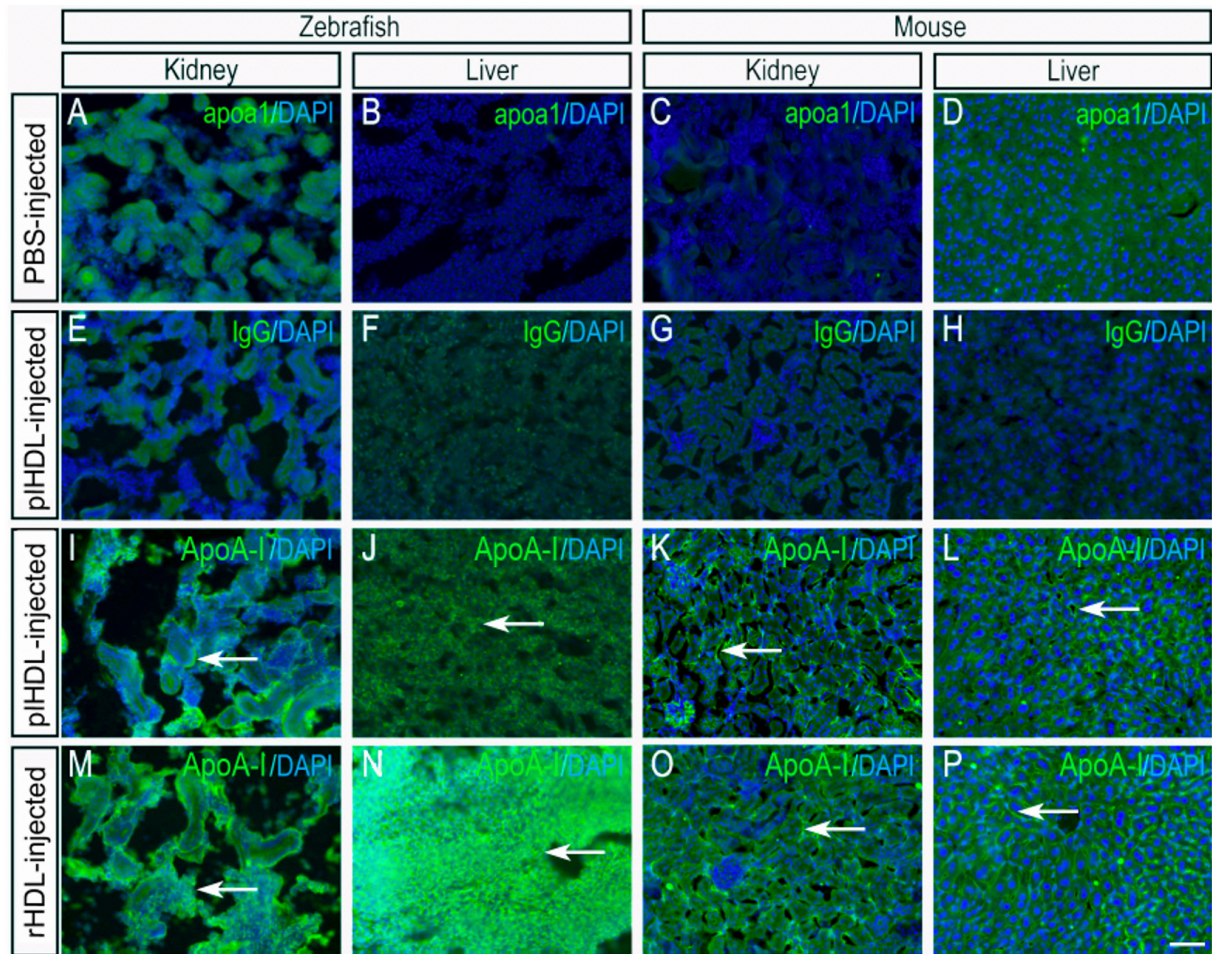 Zebrafish
Mouse
Kidney
Liver
Kidney
Liver
PBS-injected
A
apoa1/DAPI
B
apoa1/DAPI
C
apoa1/DAPI
D
apoa1/DAPI
plHDL-injected
E
IgG/DAPI
F
IgG/DAPI
G
IgG/DAPI
H
IgG/DAPI
plHDL-injected
I
ApoA-I/DAPI
J
ApoA-I/DAPI
K
ApoA-I/DAPI
L
ApoA-I/DAPI
rHDL-injected
M
ApoA-I/DAPI
N
ApoA-I/DAPI
O
ApoA-I/DAPI
P
ApoA-I/DAPI